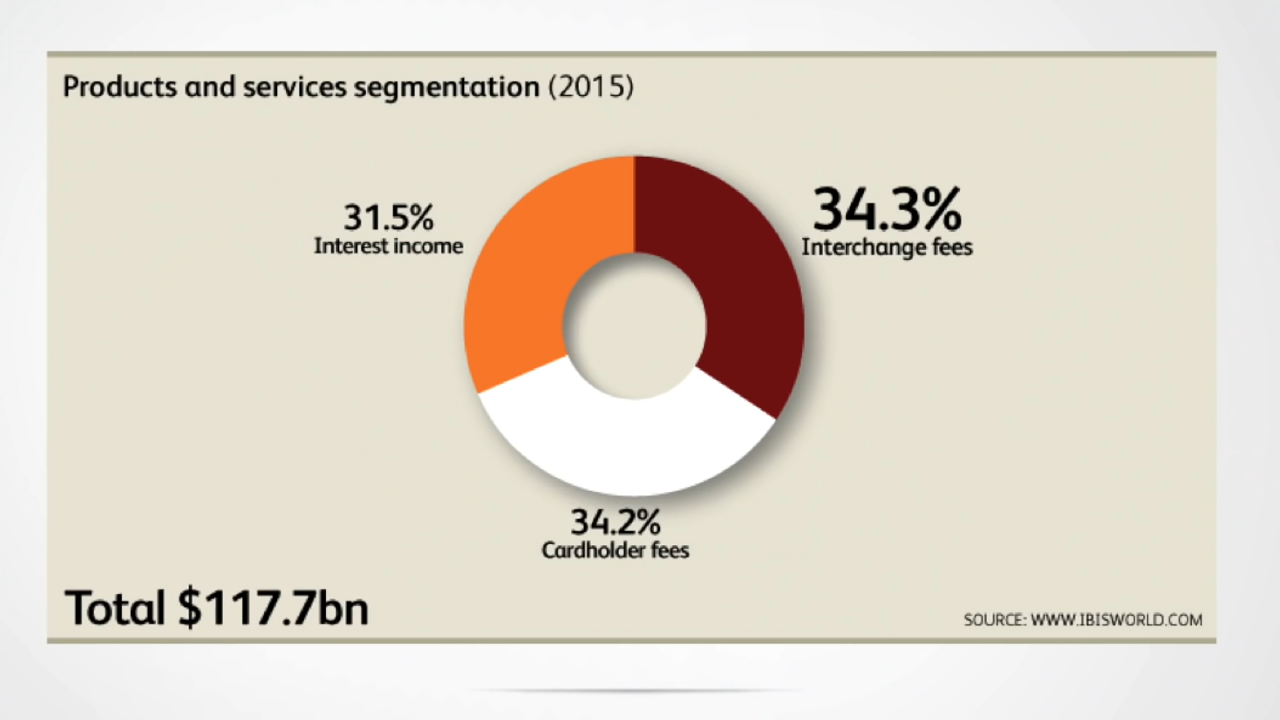 Products and services segmentation (2015)
31.5%
Interest income
34.3%
Interchange fees
34.2%
Cardholder fees
Total $117.7bn
SOURCE: WWW.IBISWORLD.COM